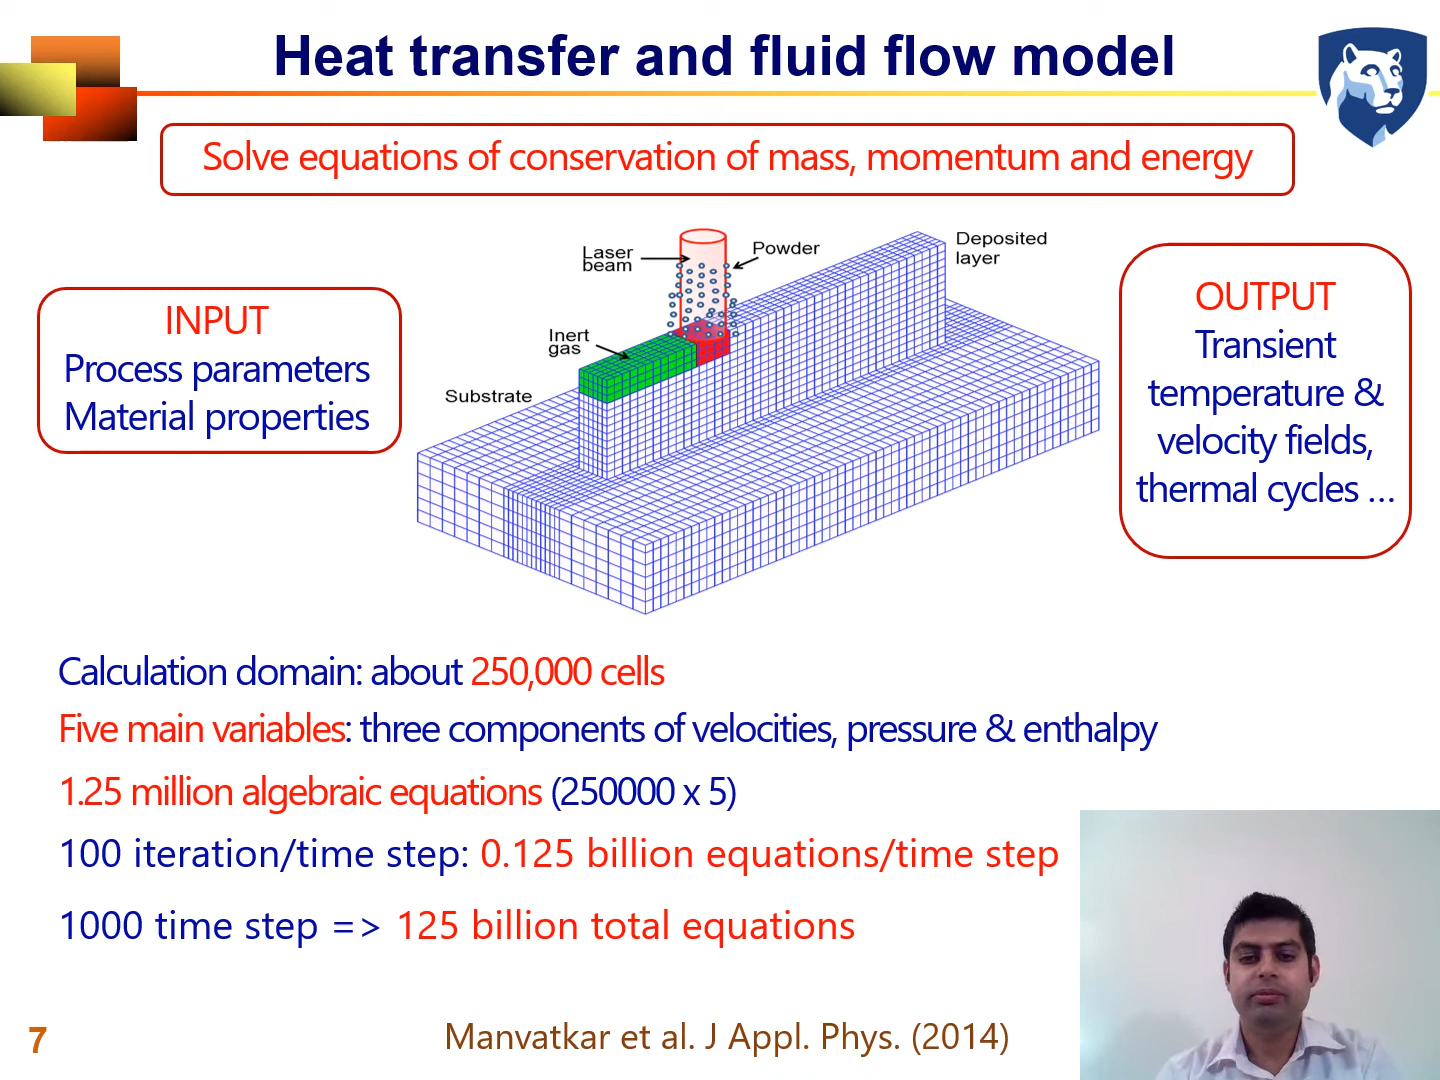 Heat transfer and fluid flow model
Solve equations of conservation of mass, momentum and energy
INPUT
Process parameters
Material properties
Laser
beam
Powder
Deposited
layer
Inert
gas
Substrate
OUTPUT
Transient
temperature &
velocity fields,
thermal cycles ...
Calculation domain: about 250,000 cells
Five main variables: three components of velocities, pressure & enthalpy
1.25 million algebraic equations (250000 x 5)
100 iteration/time step: 0.125 billion equations/time step
1000 time step => 125 billion total equations
7
Manvatkar et al. J Appl. Phys. (2014)